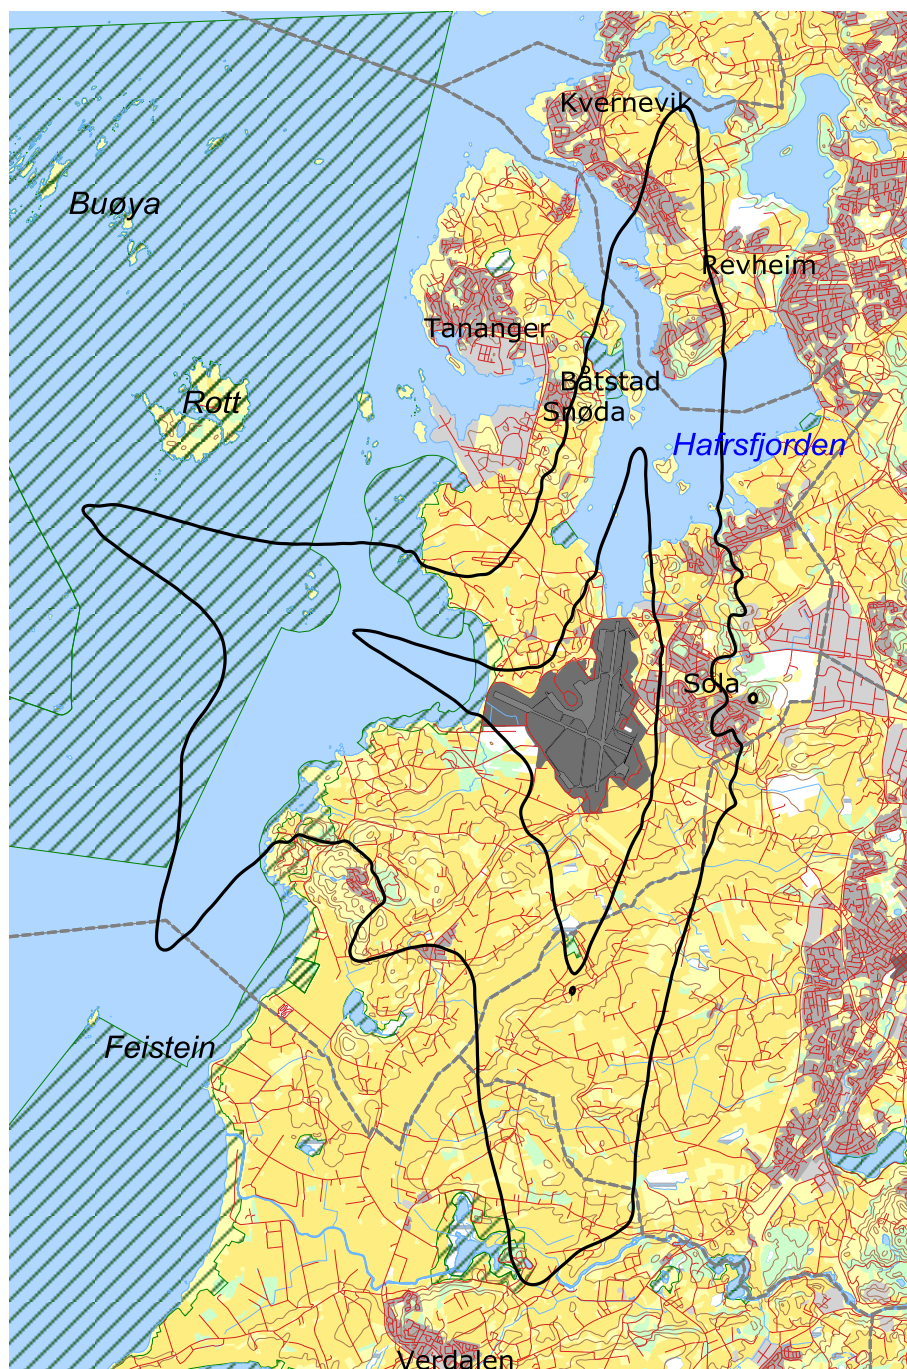 Kvernevik
Buøya
Revheim
Tananger
Båtstad
Rott
Snøda
Hafrsfjorden
Sola
Feistein
Verdalen